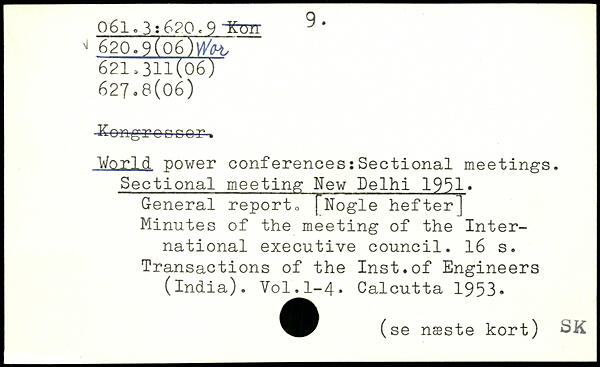 9.
061.3:620.9 Kon
620.9(06) Wor
621.311(06)
627.8(06)
Kongresser.
World power conferences:Sectional meetings.
Sectional meeting New Delhi 1951.
General report. [Nogle hefter]
Minutes of the meeting of the Inter-
national executive council. 16 s.
Transactions of the Inst.of Engineers
(India). Vol.1-4. Calcutta 1953.
(se næste kort) SK